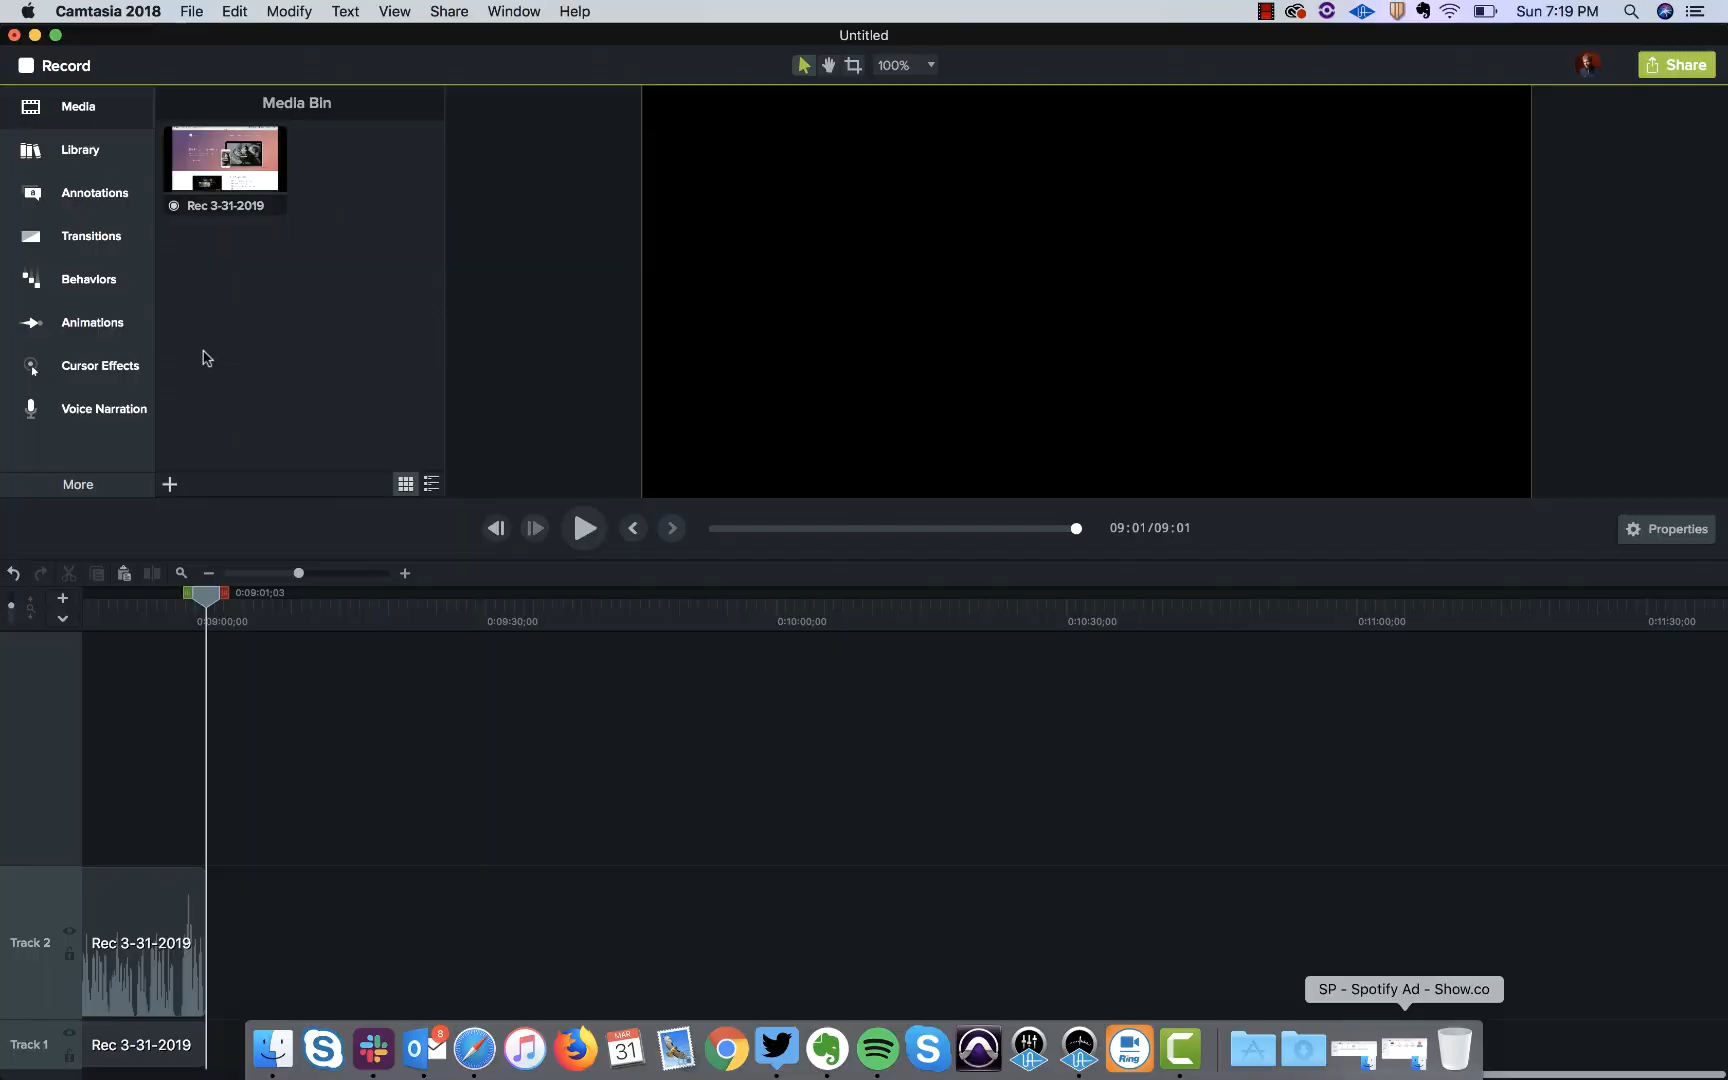 Camtasia 2018 File Edit Modify Text View Share Window Help Sun 7:19 PM
Untitled
Record 100% Share
Media
Library
Annotations
Transitions
Behaviors
Animations
Cursor Effects
Voice Narration
More
Media Bin
Rec 3-31-2019
09:01/09:01 Properties
0:09:01;03
0:09:00;00 0:09:30;00 0:10:00;00 0:10:30;00 0:11:00;00 0:11:30;00
Track 2 Rec 3-31-2019
SP - Spotify Ad - Show.co
Track 1 Rec 3-31-2019
8
MAR
31
Ring